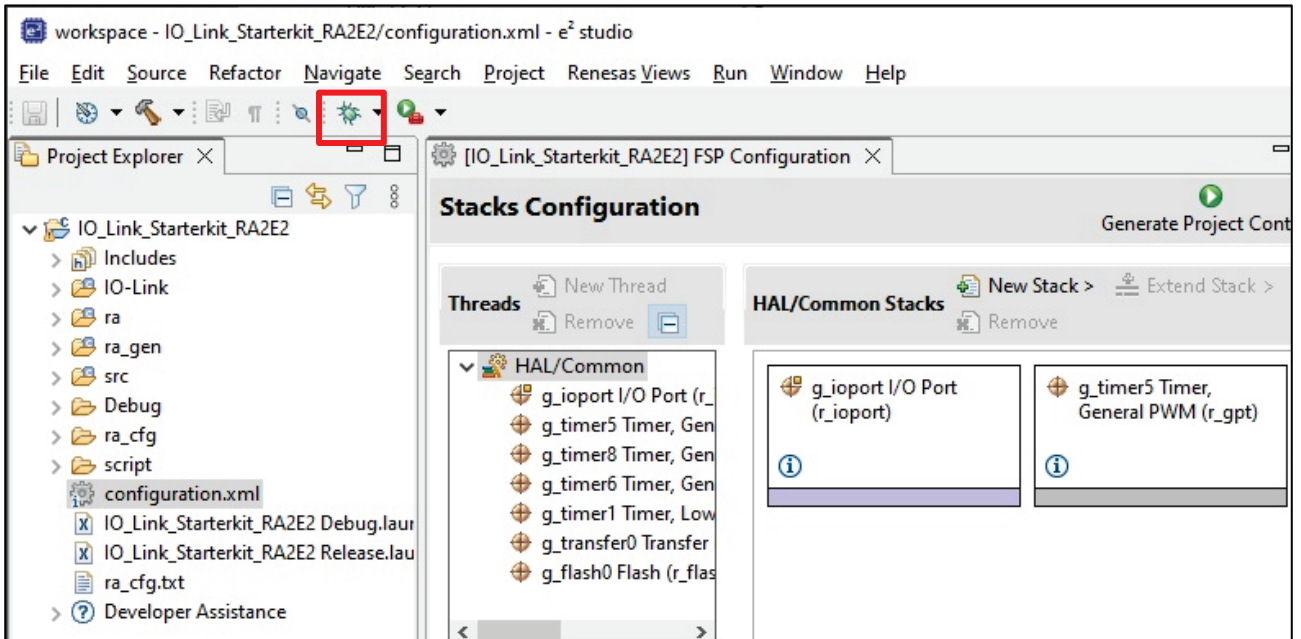 workspace - IO_Link_Starterkit_RA2E2/configuration.xml - e² studio
File Edit Source Refactor Navigate Search Project Renesas Views Run Window Help
Project Explorer
[IO_Link_Starterkit_RA2E2] FSP Configuration
Stacks Configuration
Generate Project Cont
IO_Link_Starterkit_RA2E2
Includes
IO-Link
ra
ra_gen
src
Debug
ra_cfg
script
configuration.xml
IO_Link_Starterkit_RA2E2 Debug.laun
IO_Link_Starterkit_RA2E2 Release.lau
ra_cfg.txt
Developer Assistance
Threads
New Thread
Remove
HAL/Common
g_ioport I/O Port (r_
g_timer5 Timer, Gen
g_timer8 Timer, Gen
g_timer6 Timer, Gen
g_timer1 Timer, Low
g_transfer0 Transfer
g_flash0 Flash (r_flas
HAL/Common Stacks
New Stack >
Extend Stack >
Remove
g_ioport I/O Port
(r_ioport)
g_timer5 Timer,
General PWM (r_gpt)